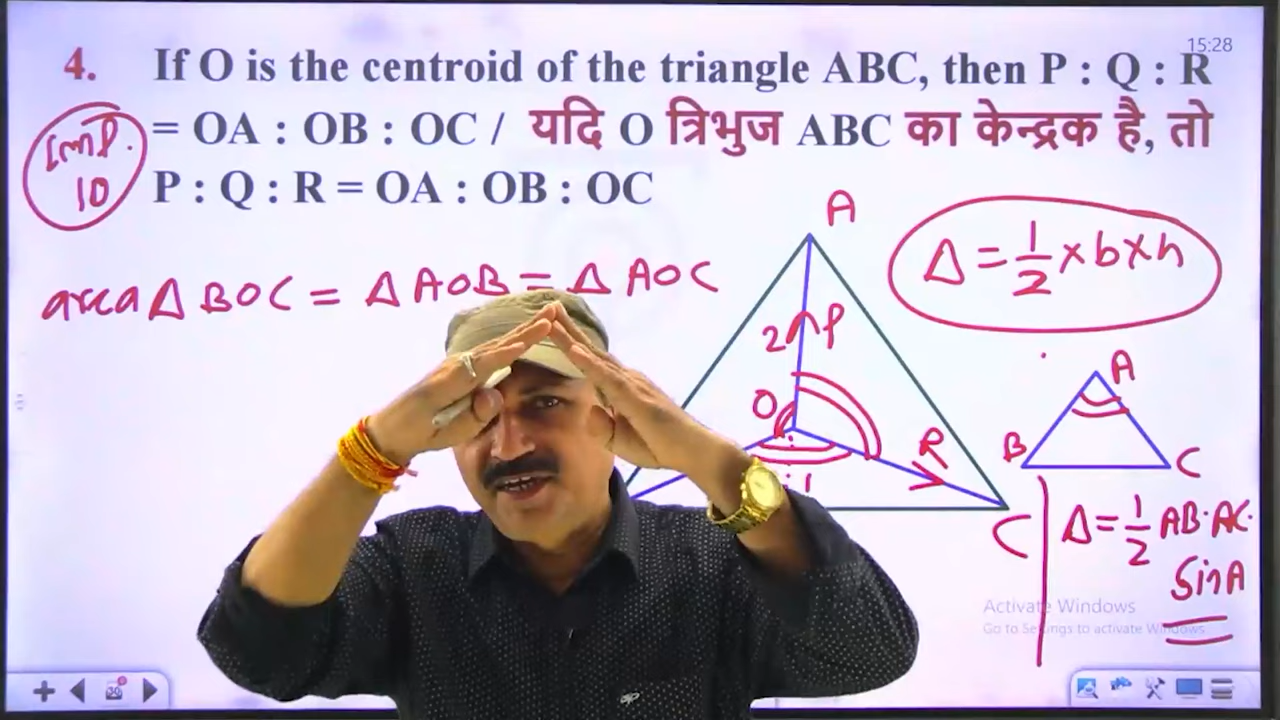 15:28
4. If O is the centroid of the triangle ABC, then P : Q : R
= OA : OB : OC / यदि O त्रिभुज ABC का केन्द्रक है, तो
P : Q : R = OA : OB : OC
Imp.
10
area Δ BOC = Δ AOB = Δ AOC
A
Δ = 1/2 × b × h
2 P
O
R
: 1
C
A
B C
Δ = 1/2 AB. AC.
Sin A
Activate Windows
Go to Settings to activate Windows.